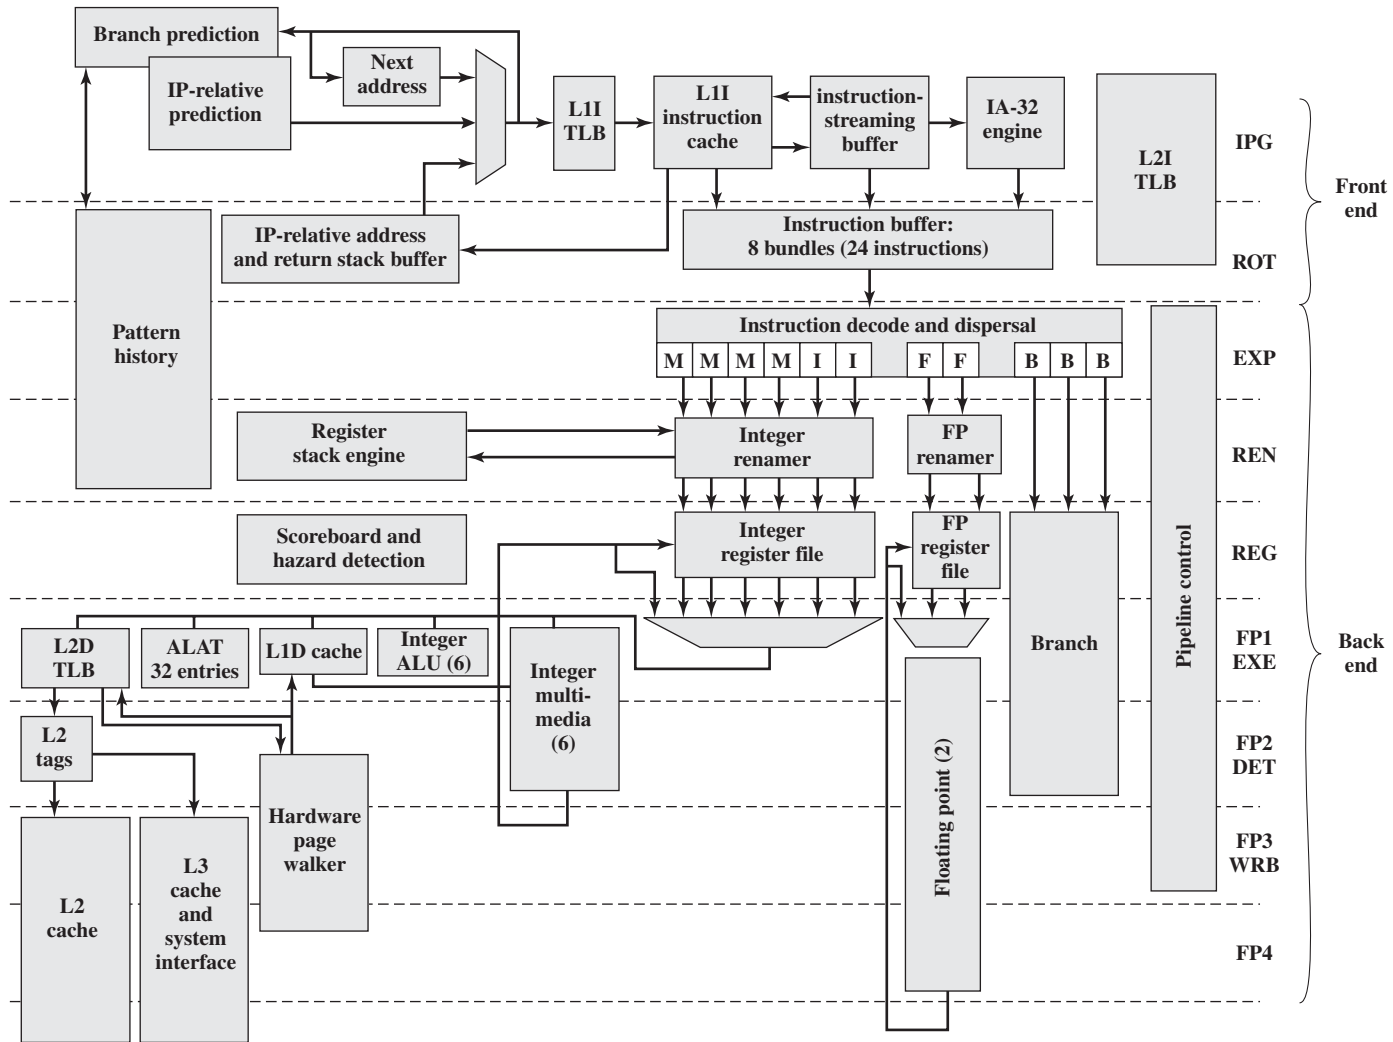 Branch prediction
IP-relative
prediction
Next
address
L1I
TLB
L1I
instruction
cache
instruction-
streaming
buffer
IA-32
engine
L2I
TLB
IPG
Front
end
IP-relative address
and return stack buffer
Instruction buffer:
8 bundles (24 instructions)
ROT
Pattern
history
Instruction decode and dispersal
M M M M I I F F B B B
EXP
Register
stack engine
Integer
renamer
FP
renamer
REN
Scoreboard and
hazard detection
Integer
register file
FP
register
file
REG
Pipeline control
L2D
TLB
ALAT
32 entries
L1D cache
Integer
ALU (6)
Integer
multi-
media
(6)
Branch
FP1
EXE
Back
end
L2
tags
Floating point (2)
FP2
DET
Hardware
page
walker
FP3
WRB
L2
cache
L3
cache
and
system
interface
FP4